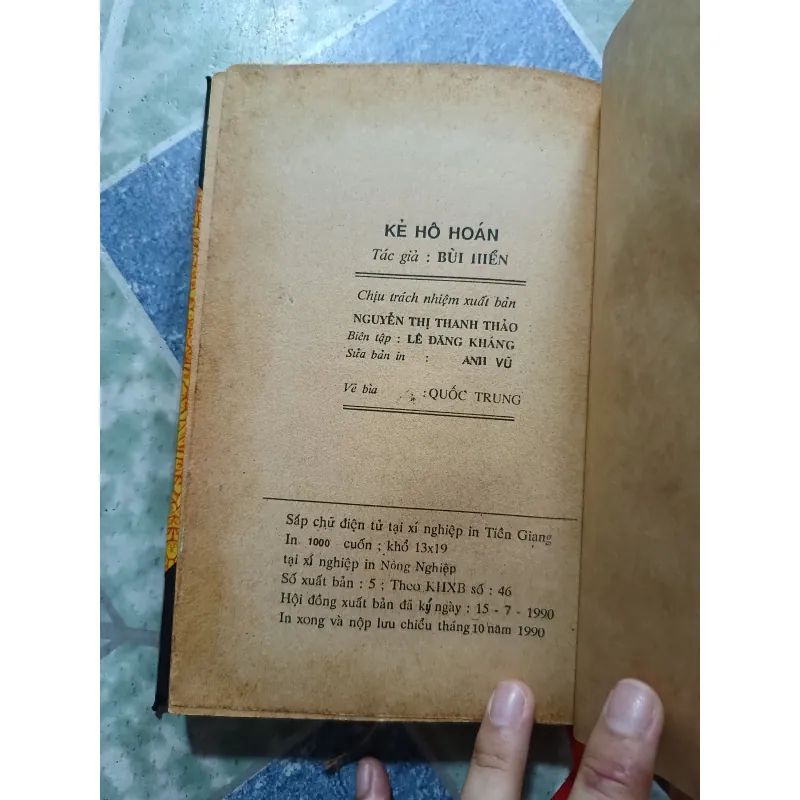 KẺ HÔ HOÁN
Tác giả : BÙI HIỂN
Chịu trách nhiệm xuất bản
NGUYỄN THỊ THANH THẢO
Biên tập : LÊ ĐĂNG KHÁNG
Sửa bản in : ANH VŨ
Vẽ bìa : QUỐC TRUNG
Sắp chữ điện tử tại xí nghiệp in Tiền Giang
In 1000 cuốn ; khổ 13x19
tại xí nghiệp in Nông Nghiệp
Số xuất bản : 5 ; Theo KHXB số : 46
Hội đồng xuất bản đã ký ngày : 15 - 7 - 1990
In xong và nộp lưu chiểu tháng 10 năm 1990